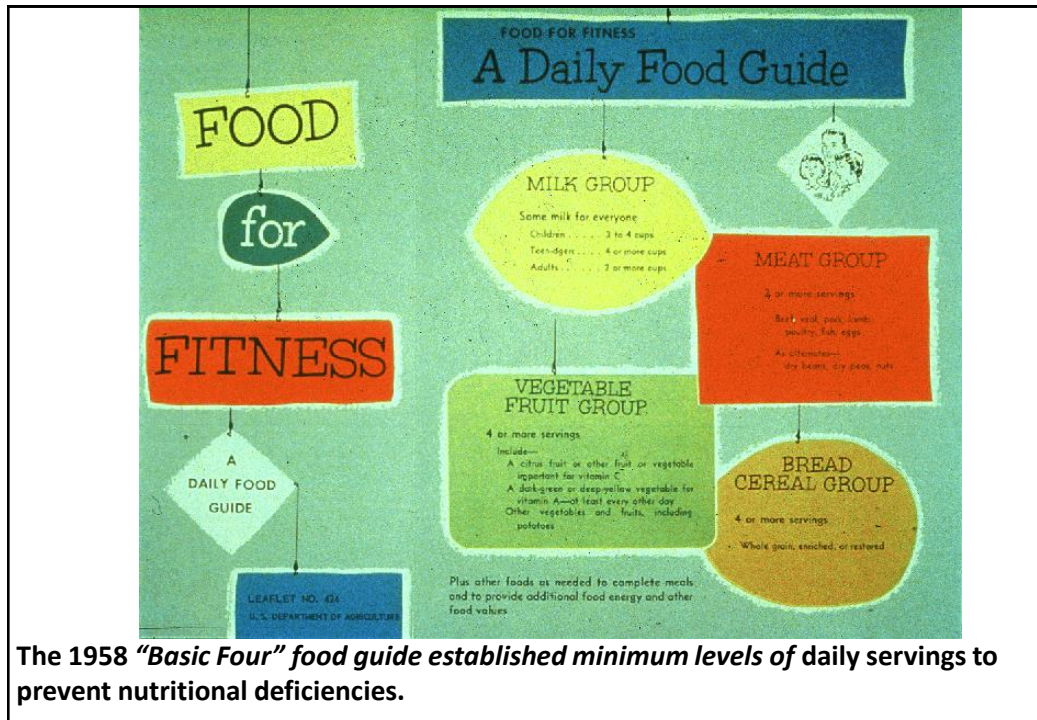 FOOD
for
FITNESS
A
DAILY FOOD
GUIDE
LEAFLET NO. 424
U. S. DEPARTMENT OF AGRICULTURE
FOOD FOR FITNESS
A Daily Food Guide
MILK GROUP
Some milk for everyone
Children . . . . . 3 to 4 cups
Teen-agers . . . . 4 or more cups
Adults . . . . . . 2 or more cups
MEAT GROUP
2 or more servings
Beef, veal, pork, lamb,
poultry, fish, eggs
As alternates—
dry beans, dry peas, nuts
VEGETABLE
FRUIT GROUP
4 or more servings
Include—
A citrus fruit or other fruit or vegetable
important for vitamin C
A dark-green or deep-yellow vegetable for
vitamin A—at least every other day
Other vegetables and fruits, including
potatoes
BREAD
CEREAL GROUP
4 or more servings
Whole grain, enriched, or restored
Plus other foods as needed to complete meals
and to provide additional food energy and other
food values
The 1958 “Basic Four” food guide established minimum levels of daily servings to
prevent nutritional deficiencies.